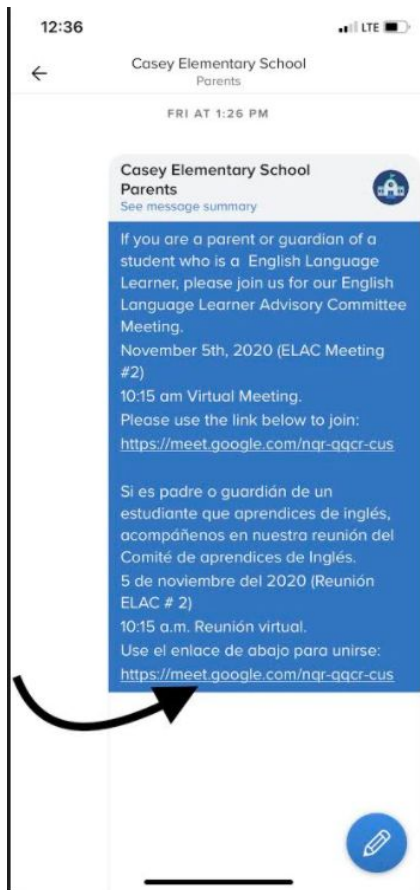 12:36
LTE
Casey Elementary School
Parents
FRI AT 1:26 PM
Casey Elementary School
Parents
See message summary
If you are a parent or guardian of a
student who is a English Language
Learner, please join us for our English
Language Learner Advisory Committee
Meeting.
November 5th, 2020 (ELAC Meeting
#2)
10:15 am Virtual Meeting.
Please use the link below to join:
https://meet.google.com/nqr-qqcr-cus
Si es padre o guardián de un
estudiante que aprendices de inglés,
acompáñenos en nuestra reunión del
Comité de aprendices de Inglés.
5 de noviembre del 2020 (Reunión
ELAC # 2)
10:15 a.m. Reunión virtual.
Use el enlace de abajo para unirse:
https://meet.google.com/nqr-qqcr-cus